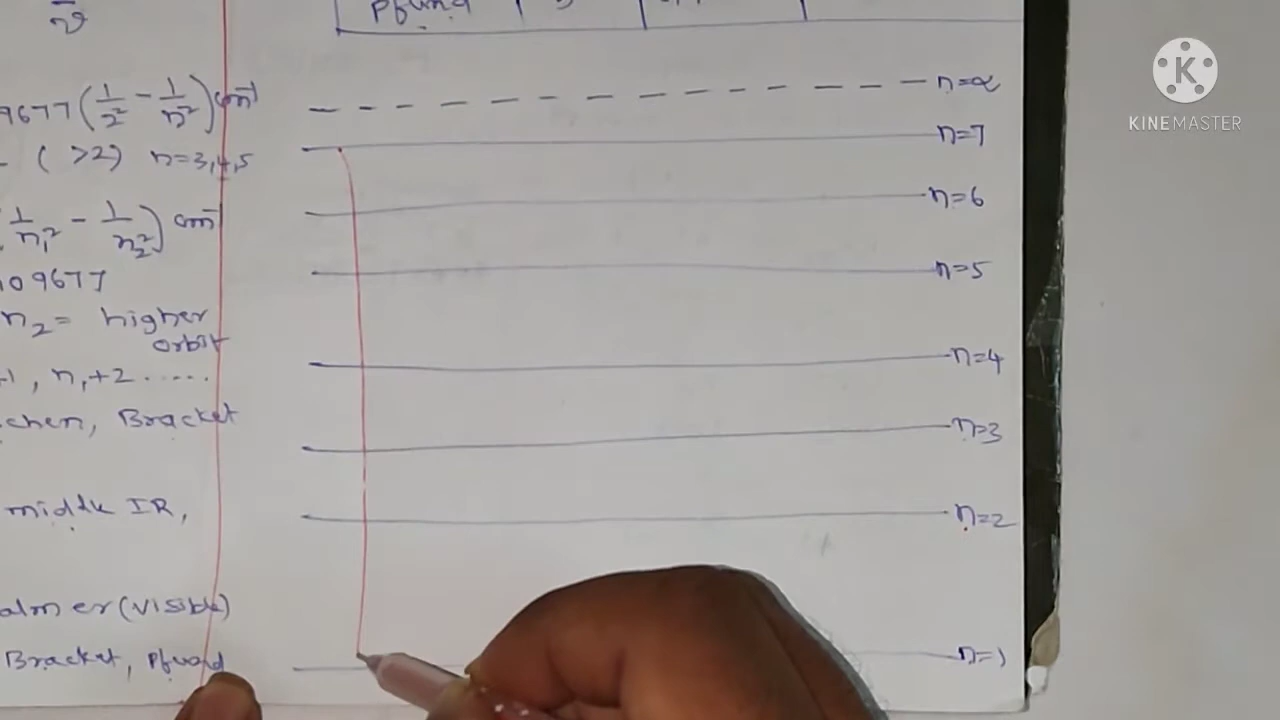 Pfund
ν̄
9677(1/2² - 1/n²)cm⁻¹
(>2) n=3,4,5
1/n₁² - 1/n₂²) cm⁻¹
109677
n₂ = higher
orbit
+1, n₁+2 .....
chen, Bracket
middle IR,
almer(visible)
Bracket, Pfund
n=∝
n=7
n=6
n=5
n=4
n=3
n=2
n=1
K
KINEMASTER